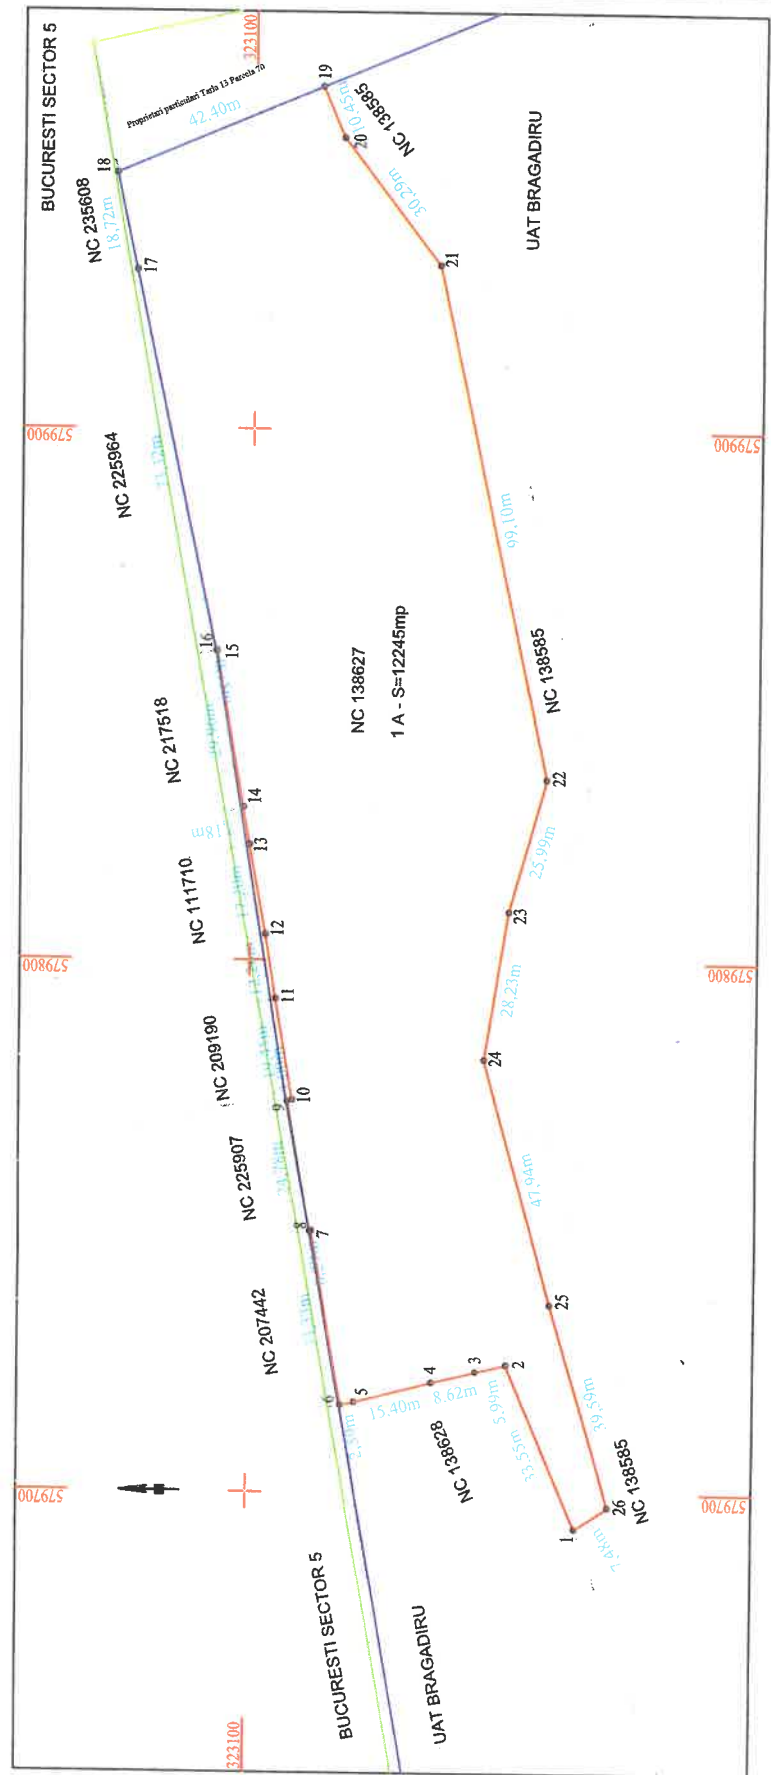 BUCURESTI SECTOR 5
323100
Proprietari particulari Tarla 13 Parcela 70
42,40m
18
19
NC 235608
18,72m
10.45m
20
NC 138585
17
30,29m
21
UAT BRAGADIRU
579900
579900
NC 225964
99,10m
16
15
NC 138627
1 A - S=12245mp
NC 138585
NC 217518
14
22
13
25,99m
NC 111710
12
23
579800
579800
11
28,23m
24
NC 209190
10
9
NC 225907
47,94m
8
7
NC 207442
25
6
5
4
3
2
2,59m
15.40m
8.62m
5,99m
33,55m
39,59m
NC 138628
579700
579700
1
26
NC 138585
7,48m
BUCURESTI SECTOR 5
UAT BRAGADIRU
323100